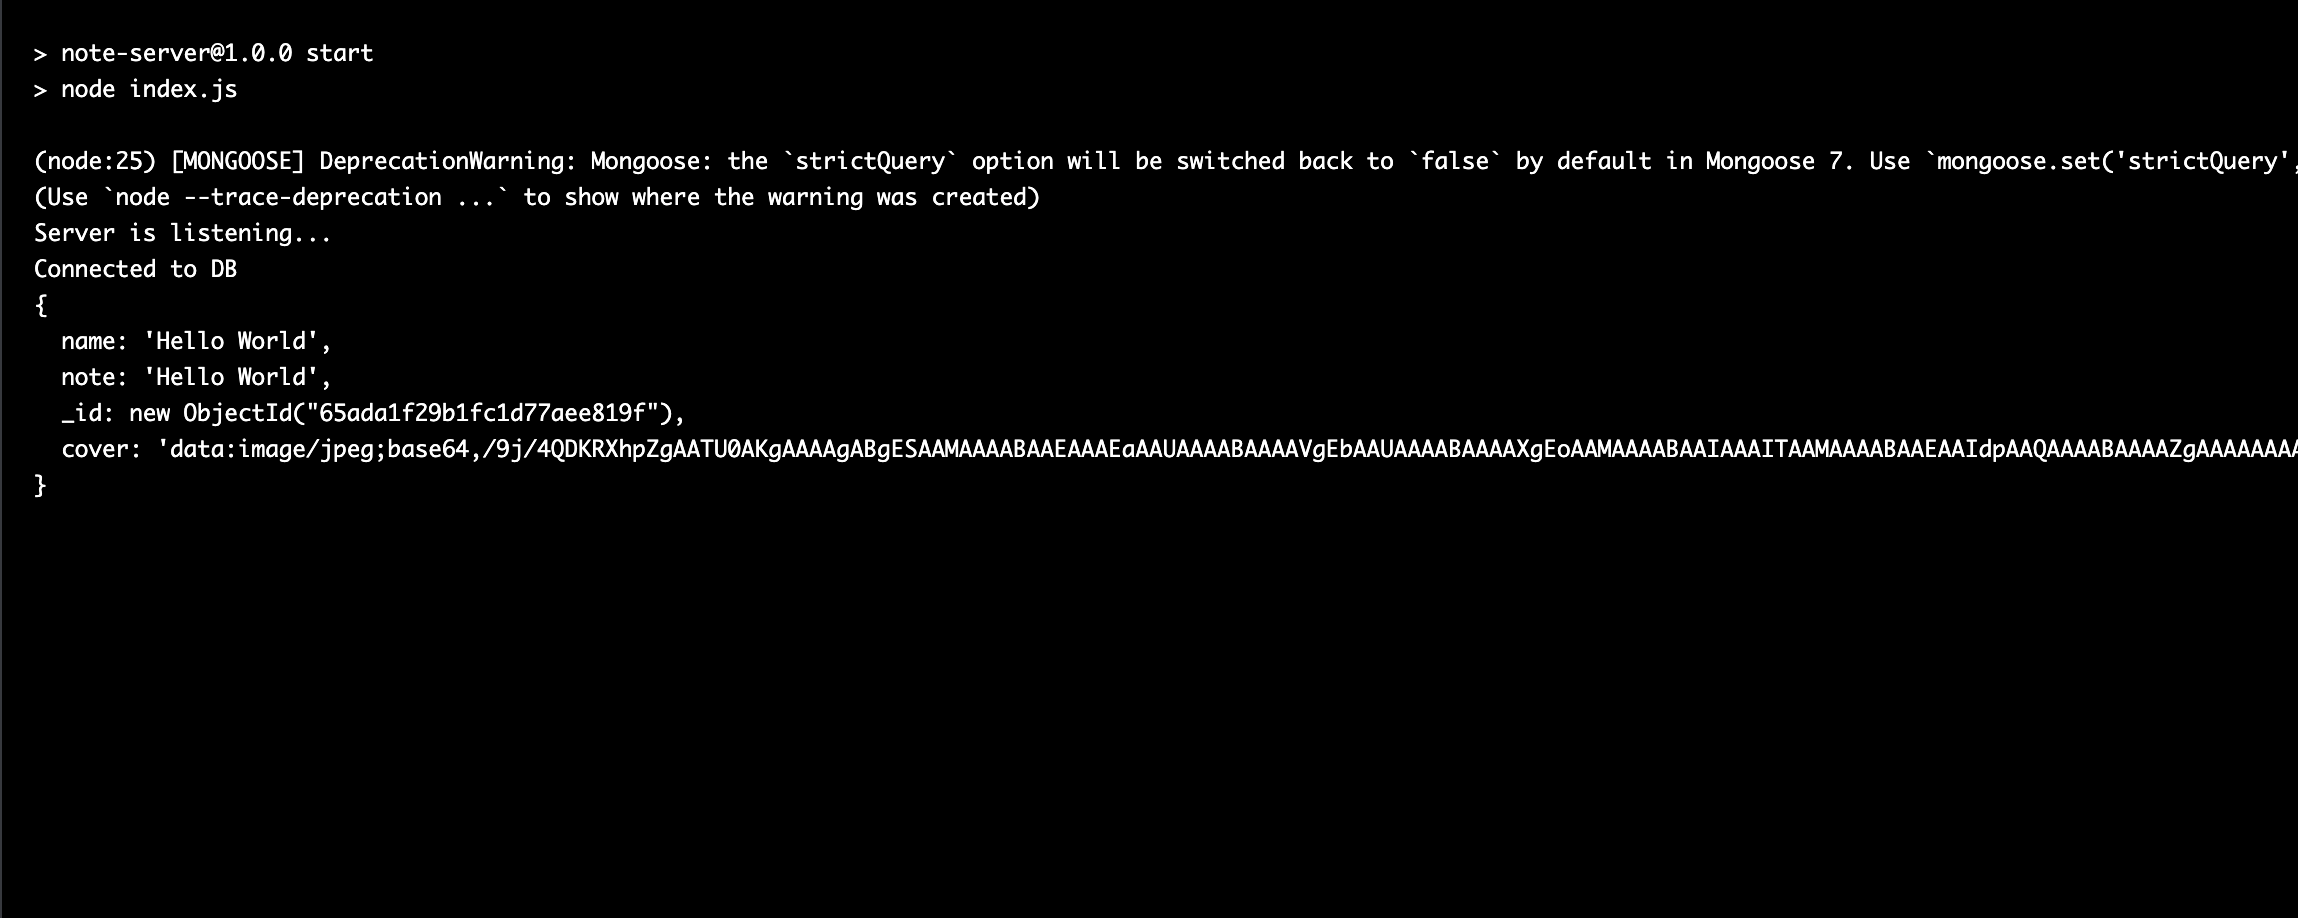 > note-server@1.0.0 start
> node index.js
(node:25) [MONGOOSE] DeprecationWarning: Mongoose: the `strictQuery` option will be switched back to `false` by default in Mongoose 7. Use `mongoose.set('strictQuery',
(Use `node --trace-deprecation ...` to show where the warning was created)
Server is listening...
Connected to DB
{
  name: 'Hello World',
  note: 'Hello World',
  _id: new ObjectId("65ada1f29b1fc1d77aee819f"),
  cover: 'data:image/jpeg;base64,/9j/4QDKRXhpZgAATU0AKgAAAAgABgESAAMAAAABAAEAAAEaAAUAAAABAAAAVgEbAAUAAAABAAAAXgEoAAMAAAABAAIAAAITAAMAAAABAAEAAIdpAAQAAAABAAAAZgAAAAAAAA
}